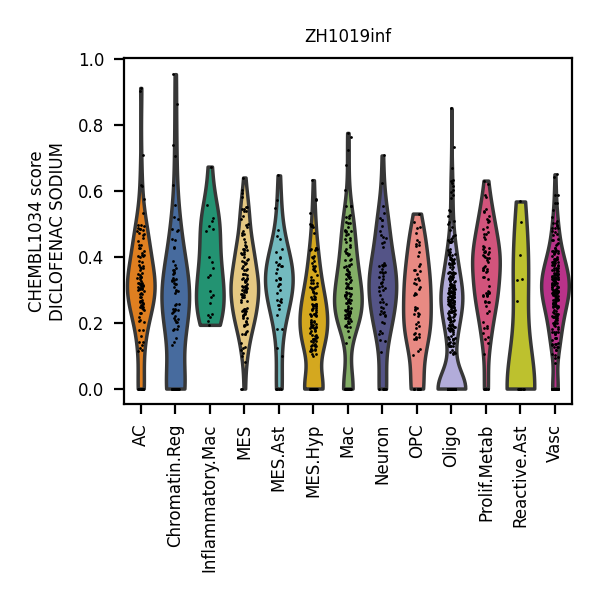 ZH1019inf
CHEMBL1034 score
DICLOFENAC SODIUM
1.0
0.8
0.6
0.4
0.2
0.0
AC
Chromatin.Reg
Inflammatory.Mac
MES
MES.Ast
MES.Hyp
Mac
Neuron
OPC
Oligo
Prolif.Metab
Reactive.Ast
Vasc